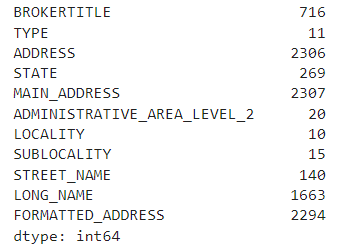 BROKERTITLE 716
TYPE 11
ADDRESS 2306
STATE 269
MAIN_ADDRESS 2307
ADMINISTRATIVE_AREA_LEVEL_2 20
LOCALITY 10
SUBLOCALITY 15
STREET_NAME 140
LONG_NAME 1663
FORMATTED_ADDRESS 2294
dtype: int64